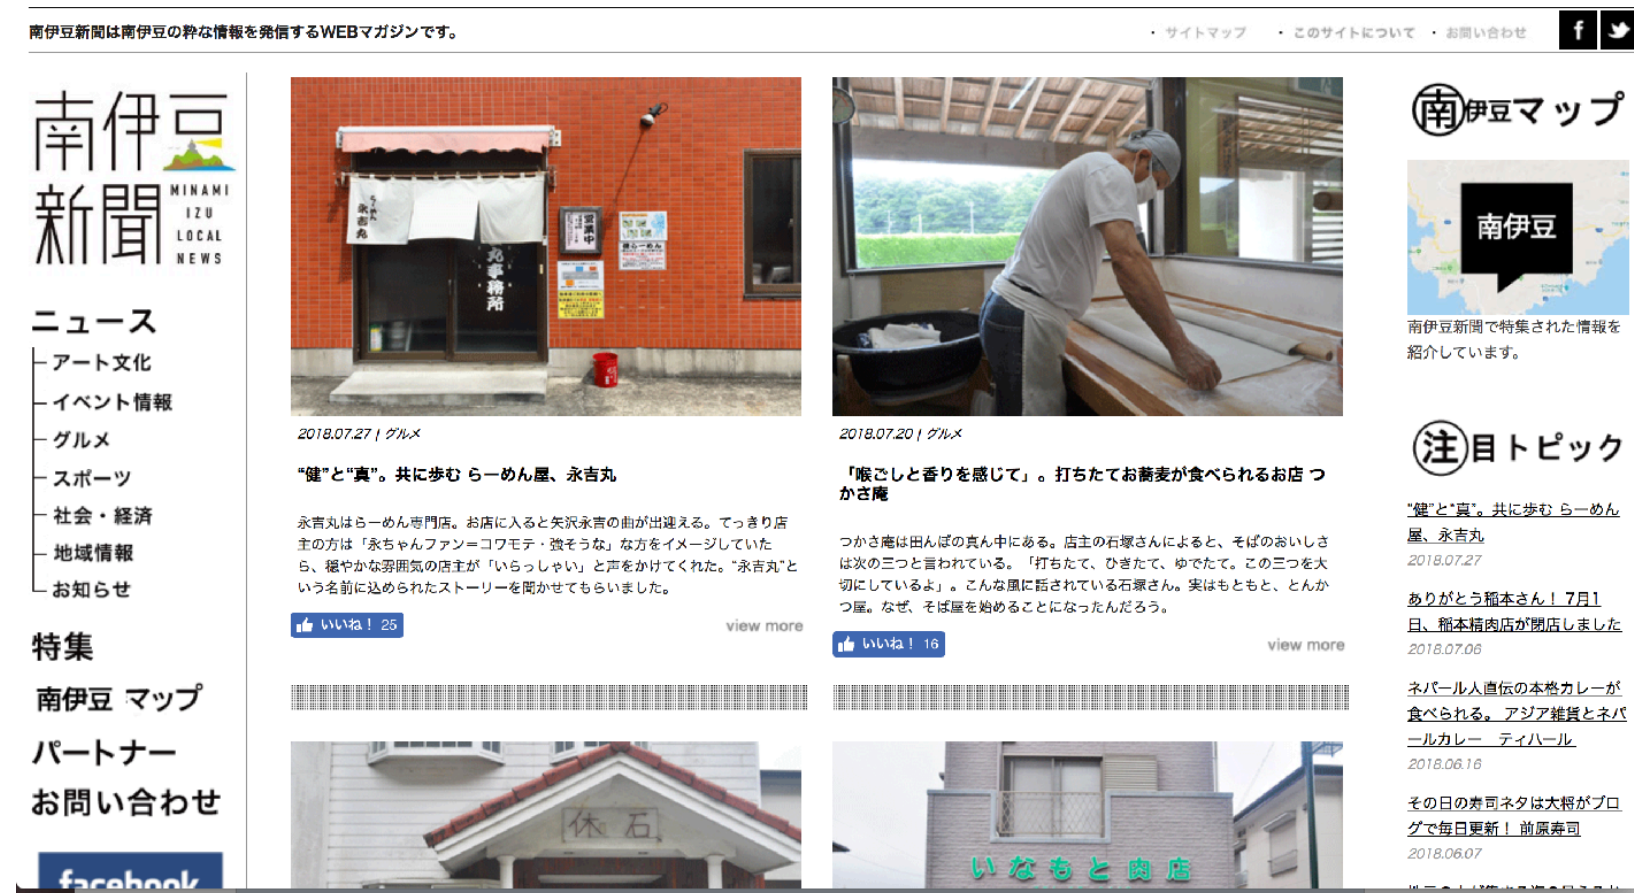 南伊豆新聞は南伊豆の粋な情報を発信するWEBマガジンです。
・ サイトマップ ・ このサイトについて ・ お問い合わせ
南伊豆
新聞
MINAMI
IZU
LOCAL
NEWS
ニュース
アート文化
イベント情報
グルメ
スポーツ
社会・経済
地域情報
お知らせ
特集
南伊豆 マップ
パートナー
お問い合わせ
facebook
らーめん
永吉丸
営業中
丸事務所
2018.07.27 | グルメ
“健”と“真”。共に歩む らーめん屋、永吉丸
永吉丸はらーめん専門店。お店に入ると矢沢永吉の曲が出迎える。てっきり店
主の方は「永ちゃんファン＝コワモテ・強そうな」な方をイメージしていた
ら、穏やかな雰囲気の店主が「いらっしゃい」と声をかけてくれた。“永吉丸”と
いう名前に込められたストーリーを聞かせてもらいました。
いいね！ 25
view more
2018.07.20 | グルメ
「喉ごしと香りを感じて」。打ちたてお蕎麦が食べられるお店 つ
かさ庵
つかさ庵は田んぼの真ん中にある。店主の石塚さんによると、そばのおいしさ
は次の三つと言われている。「打ちたて、ひきたて、ゆでたて。この三つを大
切にしているよ」。こんな風に話されている石塚さん。実はもともと、とんか
つ屋。なぜ、そば屋を始めることになったんだろう。
いいね！ 16
view more
休石
いなもと肉店
南伊豆マップ
南伊豆
南伊豆新聞で特集された情報を
紹介しています。
注目トピック
“健”と“真”。共に歩む らーめん
屋、永吉丸
2018.07.27
ありがとう稲本さん！ 7月1
日、稲本精肉店が閉店しました
2018.07.06
ネパール人直伝の本格カレーが
食べられる。 アジア雑貨とネパ
ールカレー　ティハール
2018.06.16
その日の寿司ネタは大将がブロ
グで毎日更新！ 前原寿司
2018.06.07